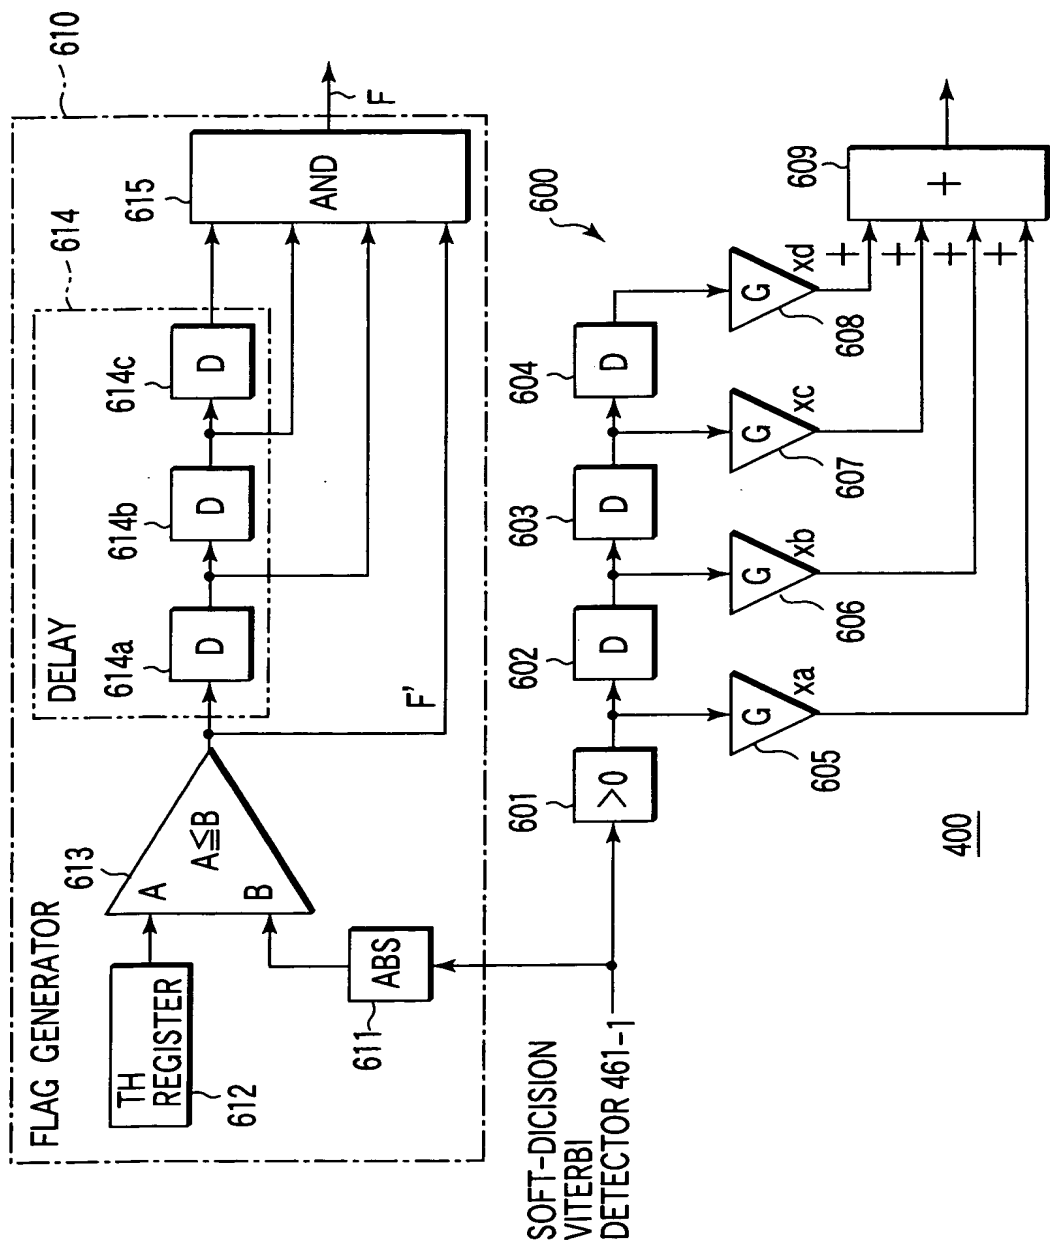 610
FLAG GENERATOR
614
DELAY
615
AND
F
614a
D
614b
D
614c
D
F'
613
A
A≦B
B
TH
REGISTER
612
ABS
611
600
SOFT-DICISION
VITERBI
DETECTOR 461-1
601
>0
602
D
603
D
604
D
G
xa
605
G
xb
606
G
xc
607
G
xd
608
609
+
+
+
+
+
400